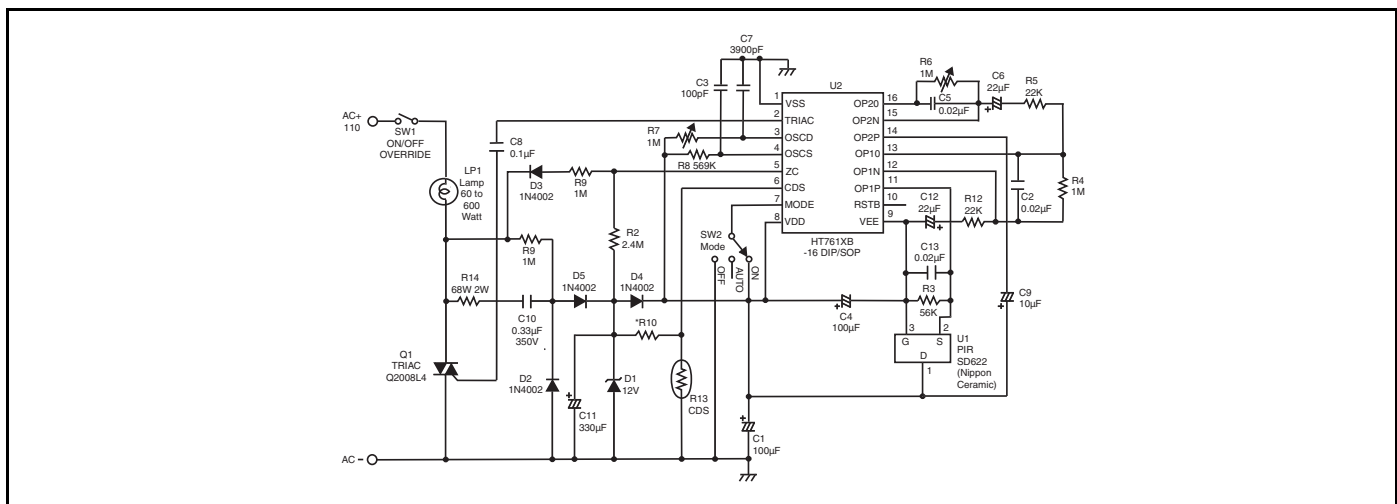 C7
3900pF
C3
100pF
R6
1M
C6
22µF
R5
22K
C5
0.02µF
U2
1
VSS
OP20
16
2
TRIAC
OP2N
15
3
OSCD
OP2P
14
4
OSCS
OP10
13
5
ZC
OP1N
12
6
CDS
OP1P
11
7
MODE
RSTB
10
8
VDD
VEE
9
HT761XB
-16 DIP/SOP
AC+
110
SW1
ON/OFF
OVERRIDE
C8
0.1µF
R7
1M
R8 569K
LP1
Lamp
60 to
600
Watt
D3
1N4002
R9
1M
R2
2.4M
R9
1M
SW2
Mode
OFF
AUTO
ON
C12
22µF
R12
22K
C2
0.02µF
R4
1M
C13
0.02µF
R3
56K
R14
68W 2W
C10
0.33µF
350V
D5
1N4002
D4
1N4002
C4
100µF
C9
10µF
*R10
3
2
G
S
D
1
U1
PIR
SD622
(Nippon
Ceramic)
Q1
TRIAC
Q2008L4
D2
1N4002
C11
330µF
D1
12V
R13
CDS
C1
100µF
AC -